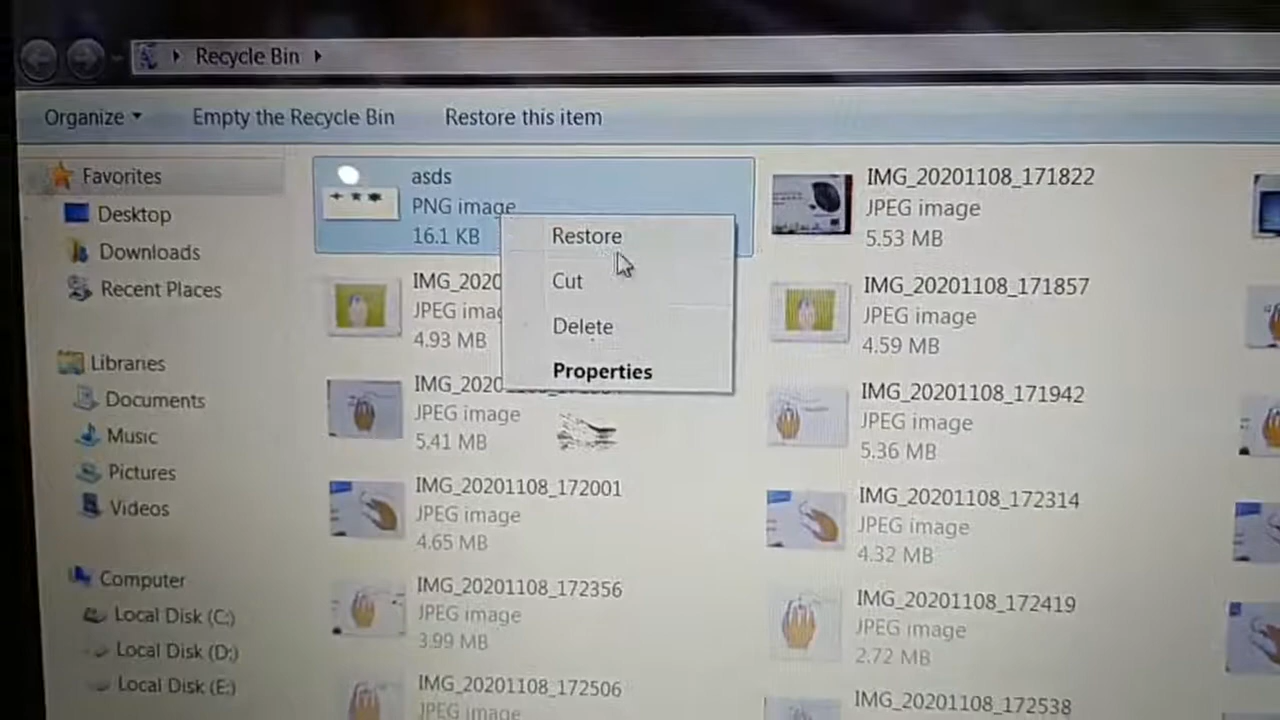 Recycle Bin
Organize
Empty the Recycle Bin
Restore this item
Favorites
Desktop
Downloads
Recent Places
Libraries
Documents
Music
Pictures
Videos
Computer
Local Disk (C:)
Local Disk (D:)
Local Disk (E:)
asds
PNG image
16.1 KB
IMG_20201108_171822
JPEG image
5.53 MB
Restore
Cut
Delete
Properties
IMG_2020
JPEG image
4.93 MB
IMG_20201108_171857
JPEG image
4.59 MB
JPEG image
5.41 MB
IMG_20201108_171942
JPEG image
5.36 MB
IMG_20201108_172001
JPEG image
4.65 MB
IMG_20201108_172314
JPEG image
4.32 MB
IMG_20201108_172356
JPEG image
3.99 MB
IMG_20201108_172419
JPEG image
2.72 MB
IMG_20201108_172506
JPEG image
IMG_20201108_172538